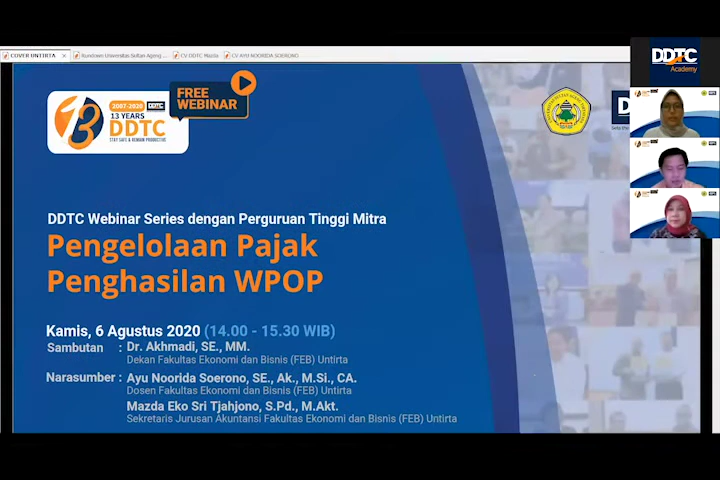 COVER UNTIRTA
Rundown Universitas Sultan Ageng ...
CV DDTC Mazda
CV AYU NOORIDA SOERONO
DDTC
Academy
2007-2020 DDTC
13 YEARS
DDTC
STAY SAFE & REMAIN PRODUCTIVE
FREE
WEBINAR
DDTC Webinar Series dengan Perguruan Tinggi Mitra
Pengelolaan Pajak
Penghasilan WPOP
Kamis, 6 Agustus 2020 (14.00 - 15.30 WIB)
Sambutan : Dr. Akhmadi, SE., MM.
Dekan Fakultas Ekonomi dan Bisnis (FEB) Untirta
Narasumber : Ayu Noorida Soerono, SE., Ak., M.Si., CA.
Dosen Fakultas Ekonomi dan Bisnis (FEB) Untirta
Mazda Eko Sri Tjahjono, S.Pd., M.Akt.
Sekretaris Jurusan Akuntansi Fakultas Ekonomi dan Bisnis (FEB) Untirta